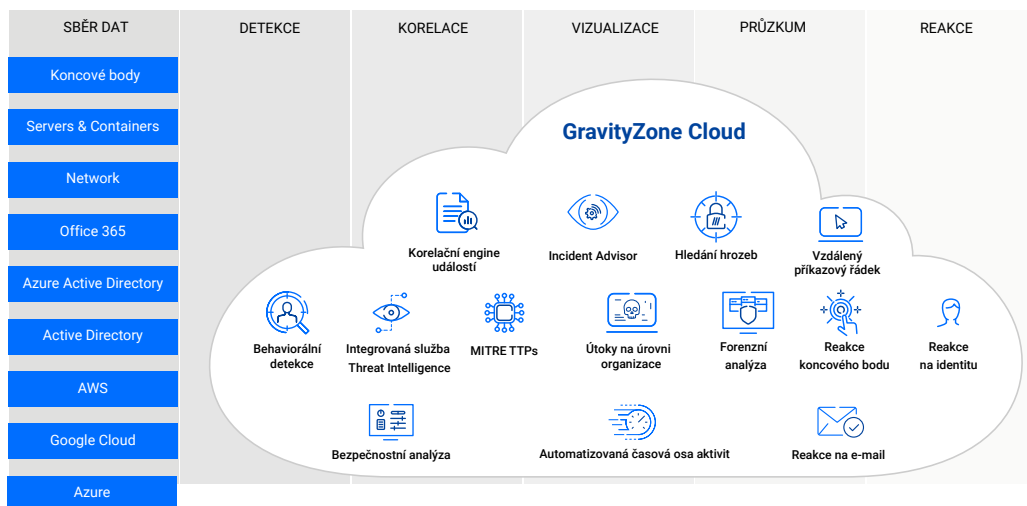 SBĚR DAT
DETEKCE
KORELACE
VIZUALIZACE
PRŮZKUM
REAKCE
Koncové body
Servers & Containers
Network
Office 365
Azure Active Directory
Active Directory
AWS
Google Cloud
Azure
GravityZone Cloud
Korelační engine
událostí
Incident Advisor
Hledání hrozeb
Vzdálený
příkazový řádek
Behaviorální
detekce
Integrovaná služba
Threat Intelligence
MITRE TTPs
Útoky na úrovni
organizace
Forenzní
analýza
Reakce
koncového bodu
Reakce
na identitu
Bezpečnostní analýza
Automatizovaná časová osa aktivit
Reakce na e-mail